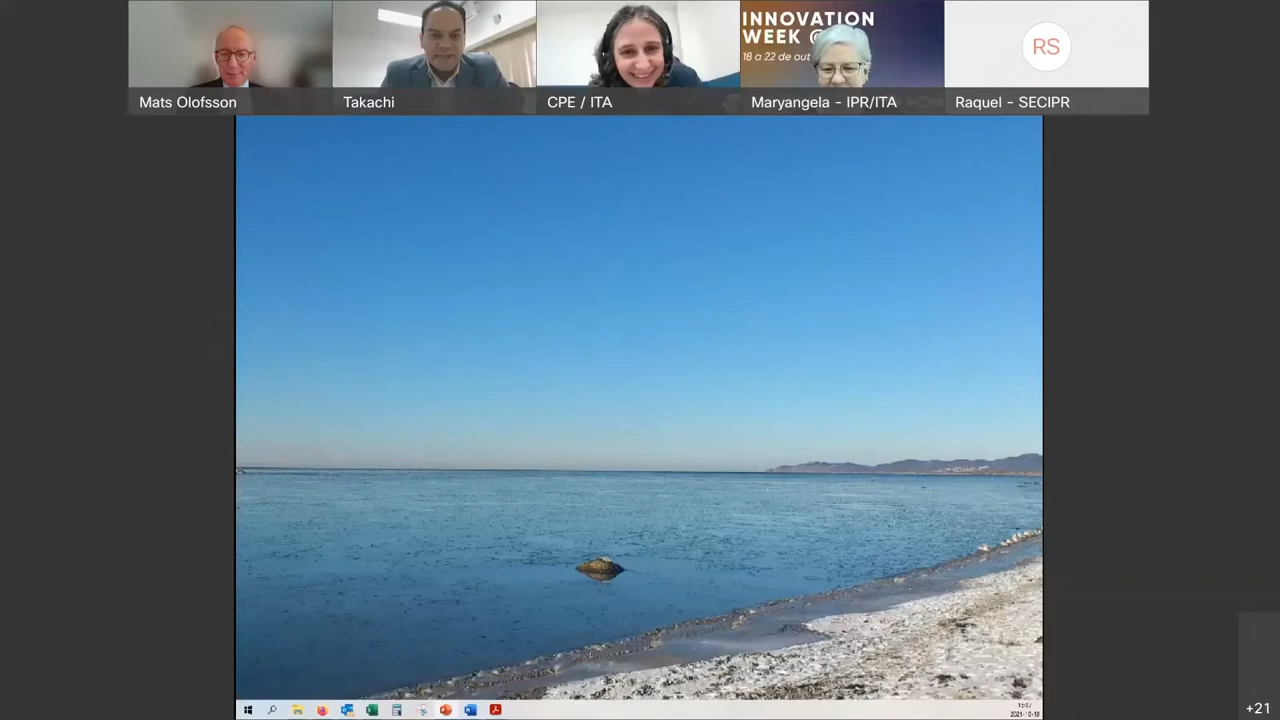 INNOVATION
WEEK @
18 a 22 de out
RS
Mats Olofsson
Takachi
CPE / ITA
Maryangela - IPR/ITA
Raquel - SECIPR
+21